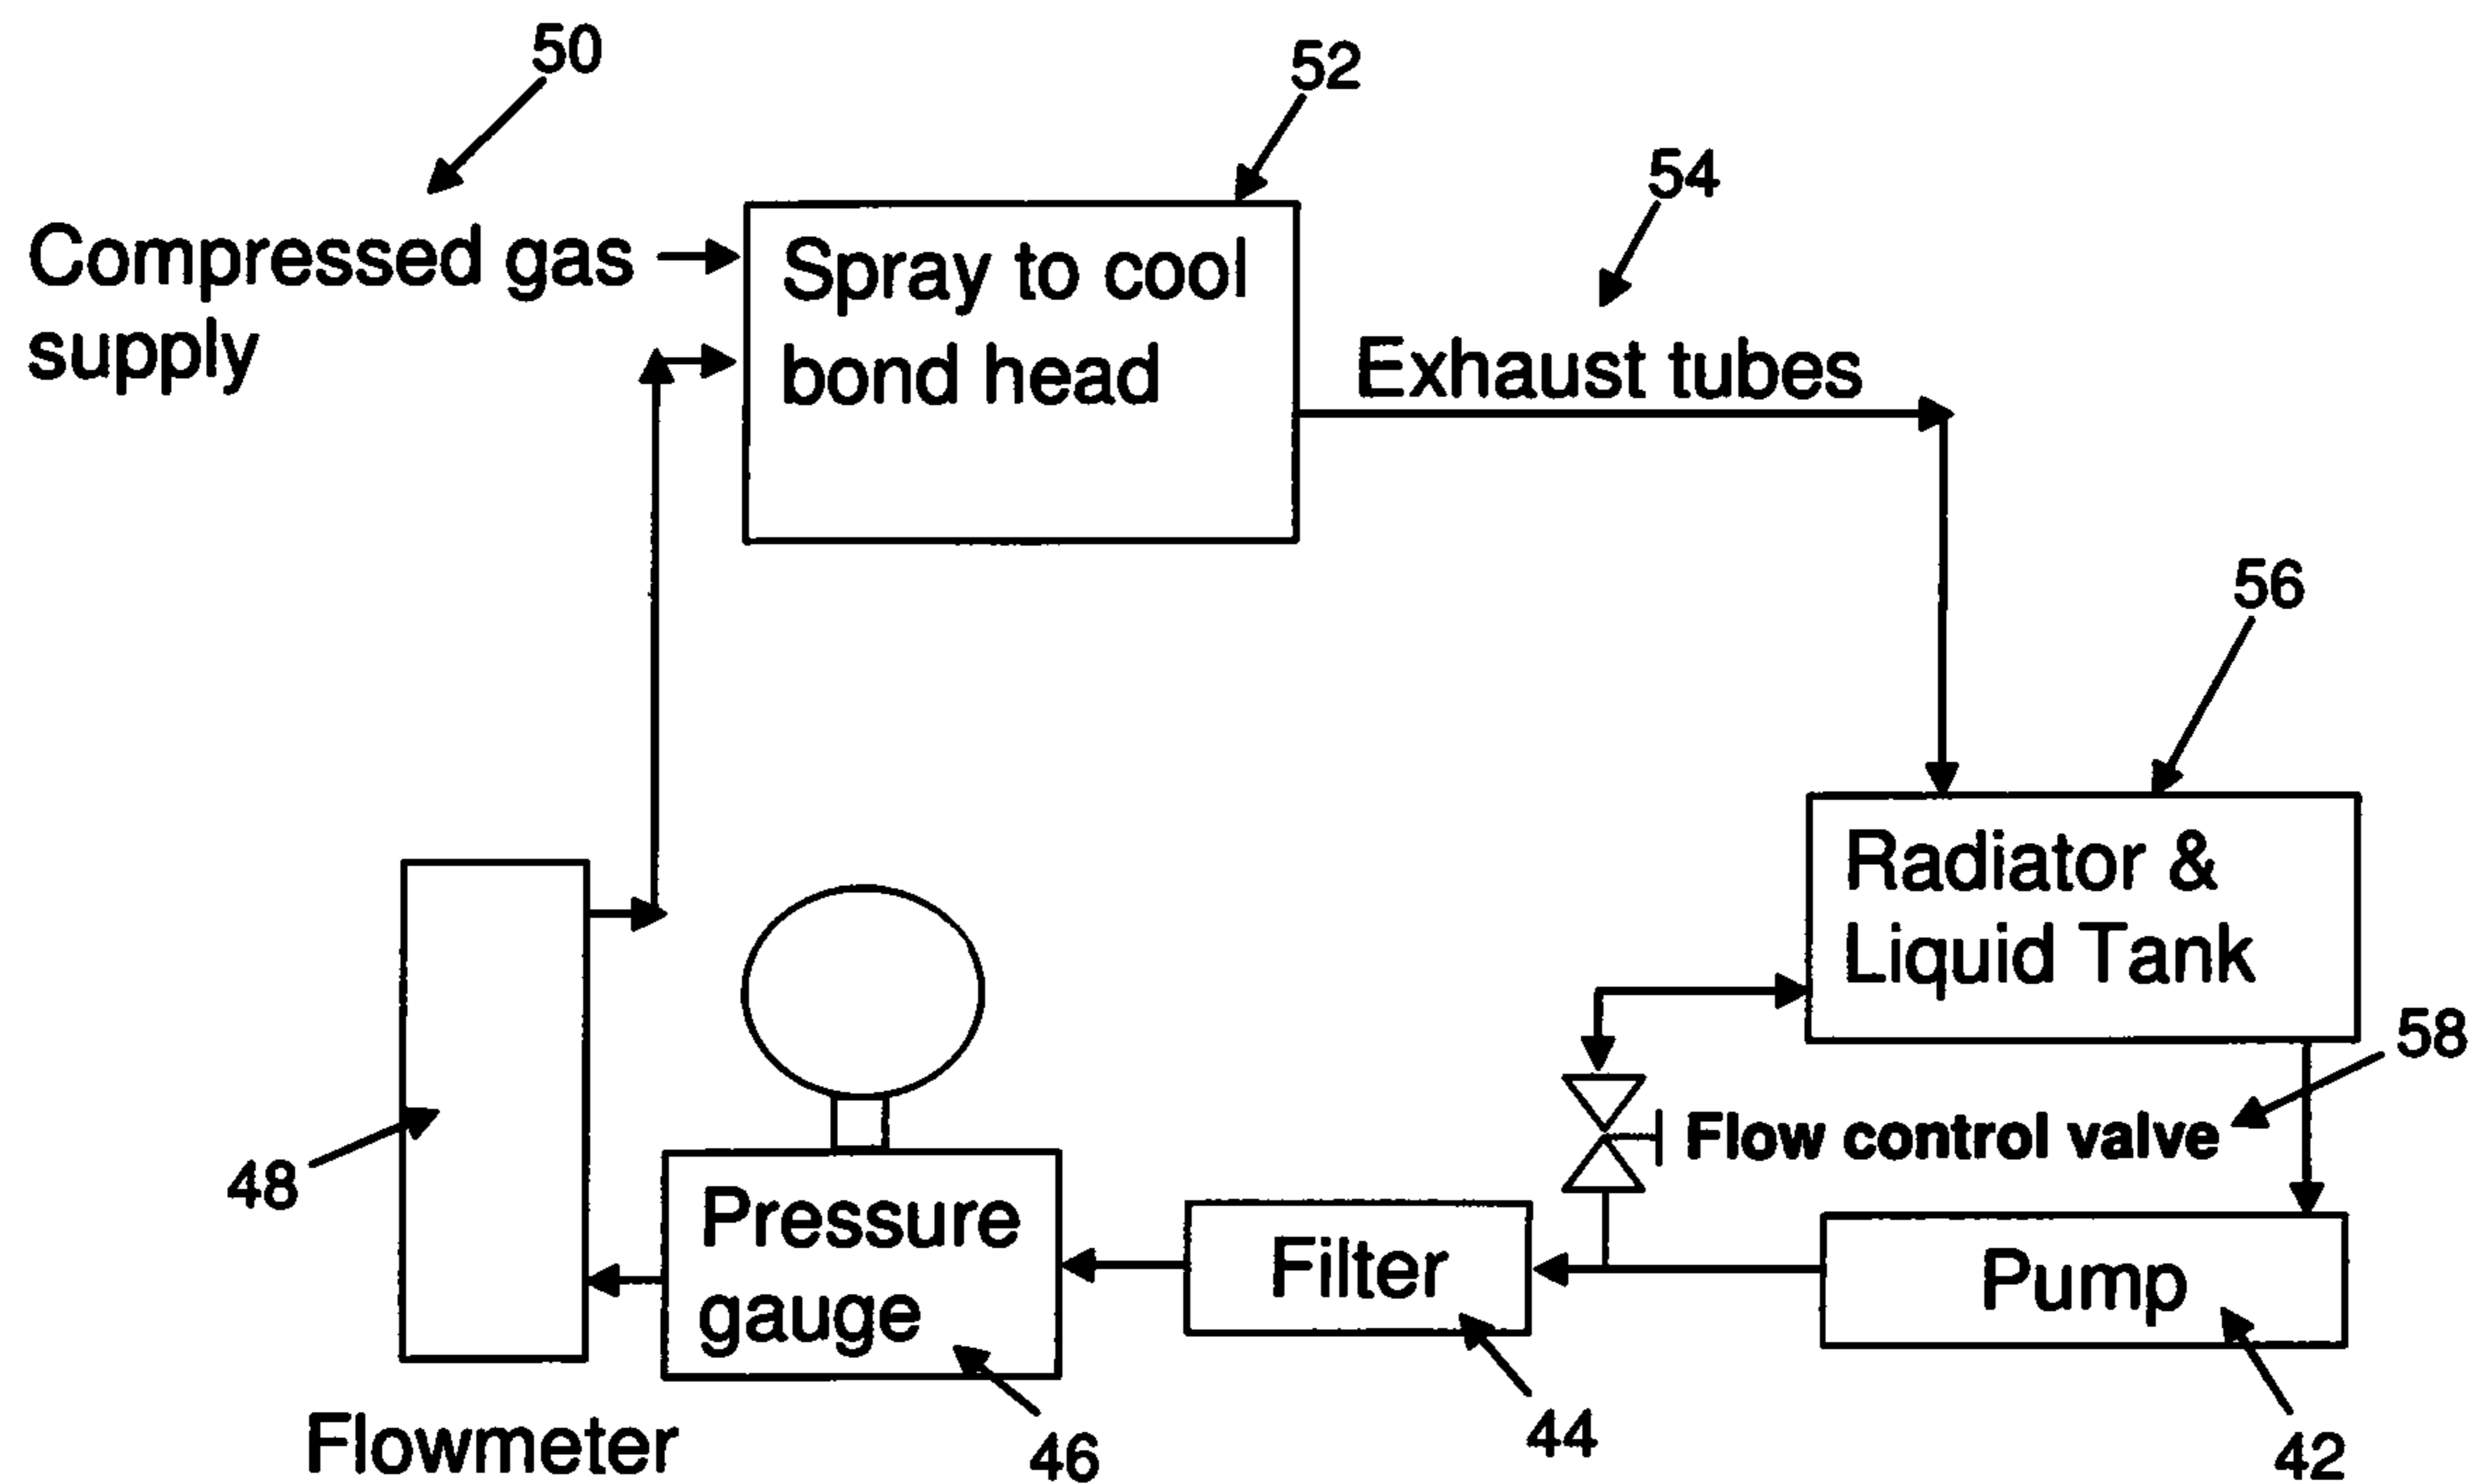 50
52
54
Compressed gas
supply
Spray to cool
bond head
Exhaust tubes
56
Radiator &
Liquid Tank
58
Flow control valve
48
Pressure
gauge
Filter
Pump
Flowmeter
46
44
42